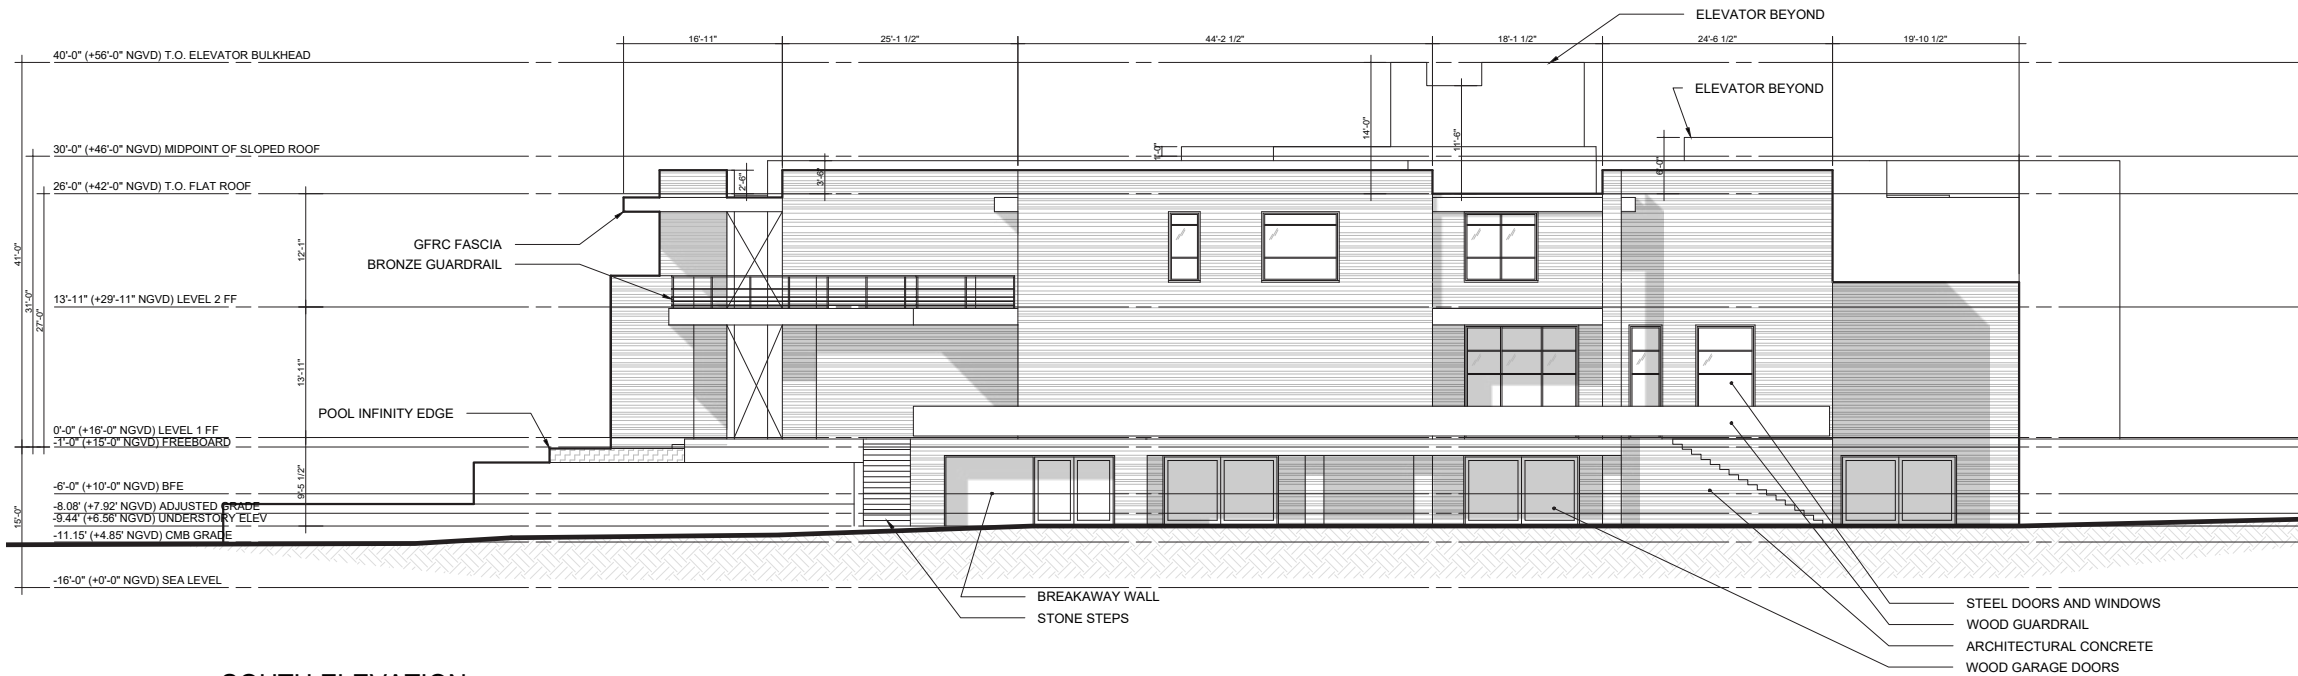 ELEVATOR BEYOND
16'-11"
25'-1 1/2"
44'-2 1/2"
18'-1 1/2"
24'-6 1/2"
19'-10 1/2"
40'-0" (+56'-0" NGVD) T.O. ELEVATOR BULKHEAD
ELEVATOR BEYOND
14'-0"
11'-6"
1'-0"
30'-0" (+46'-0" NGVD) MIDPOINT OF SLOPED ROOF
2'-6"
3'-6"
6'-0"
26'-0" (+42'-0" NGVD) T.O. FLAT ROOF
GFRC FASCIA
BRONZE GUARDRAIL
12'-1"
41'-0"
31'-0"
27'-0"
13'-11" (+29'-11" NGVD) LEVEL 2 FF
13'-11"
POOL INFINITY EDGE
0'-0" (+16'-0" NGVD) LEVEL 1 FF
-1'-0" (+15'-0" NGVD) FREEBOARD
9'-5 1/2"
-6'-0" (+10'-0" NGVD) BFE
-8.08' (+7.92' NGVD) ADJUSTED GRADE
-9.44' (+6.56' NGVD) UNDERSTORY ELEV
15'-0"
-11.15' (+4.85' NGVD) CMB GRADE
-16'-0" (+0'-0" NGVD) SEA LEVEL
BREAKAWAY WALL
STONE STEPS
STEEL DOORS AND WINDOWS
WOOD GUARDRAIL
ARCHITECTURAL CONCRETE
WOOD GARAGE DOORS
SOUTH ELEVATION